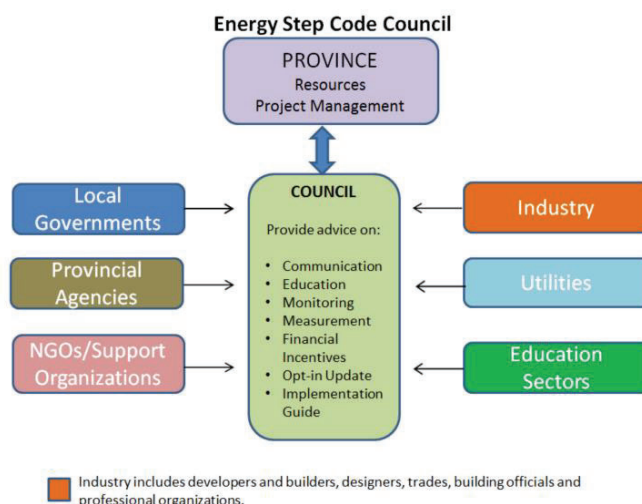 Energy Step Code Council
PROVINCE
Resources
Project Management
Local
Governments
Provincial
Agencies
NGOs/Support
Organizations
COUNCIL
Provide advice on:
• Communication
• Education
• Monitoring
• Measurement
• Financial
Incentives
• Opt-in Update
• Implementation
Guide
Industry
Utilities
Education
Sectors
Industry includes developers and builders, designers, trades, building officials and
professional organizations.